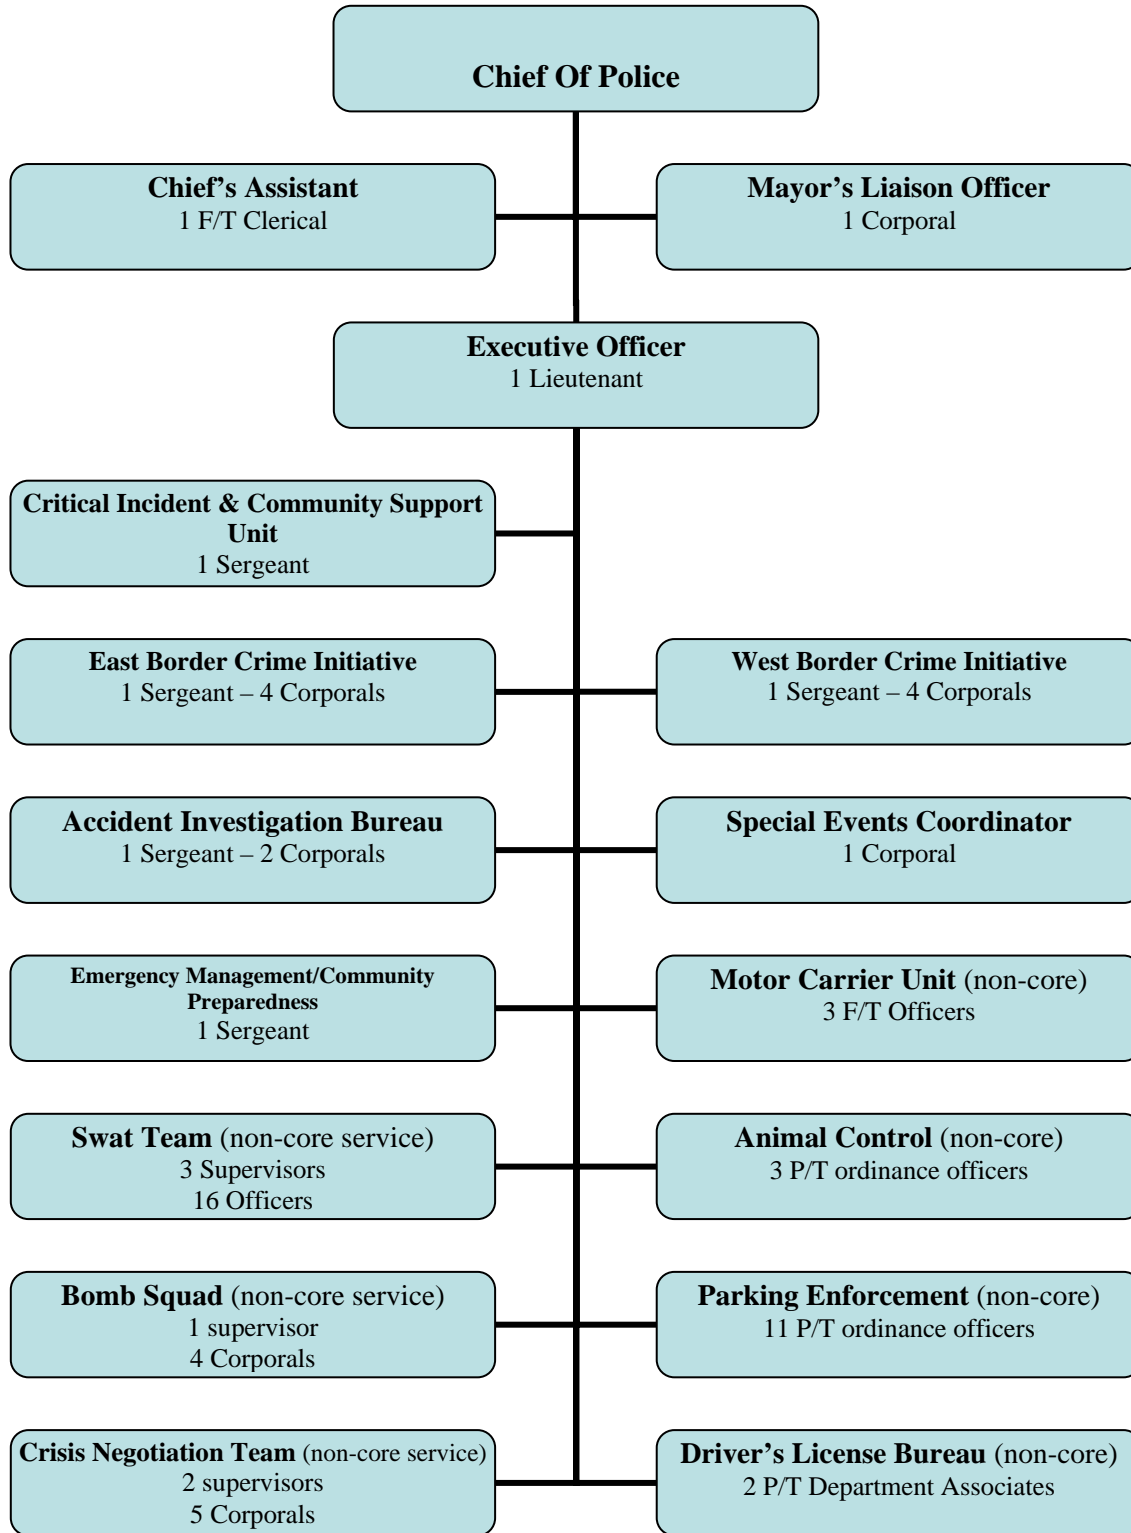 Chief Of Police
Chief's Assistant
1 F/T Clerical
Mayor's Liaison Officer
1 Corporal
Executive Officer
1 Lieutenant
Critical Incident & Community Support
Unit
1 Sergeant
East Border Crime Initiative
1 Sergeant – 4 Corporals
West Border Crime Initiative
1 Sergeant – 4 Corporals
Accident Investigation Bureau
1 Sergeant – 2 Corporals
Special Events Coordinator
1 Corporal
Emergency Management/Community
Preparedness
1 Sergeant
Motor Carrier Unit (non-core)
3 F/T Officers
Swat Team (non-core service)
3 Supervisors
16 Officers
Animal Control (non-core)
3 P/T ordinance officers
Bomb Squad (non-core service)
1 supervisor
4 Corporals
Parking Enforcement (non-core)
11 P/T ordinance officers
Crisis Negotiation Team (non-core service)
2 supervisors
5 Corporals
Driver's License Bureau (non-core)
2 P/T Department Associates